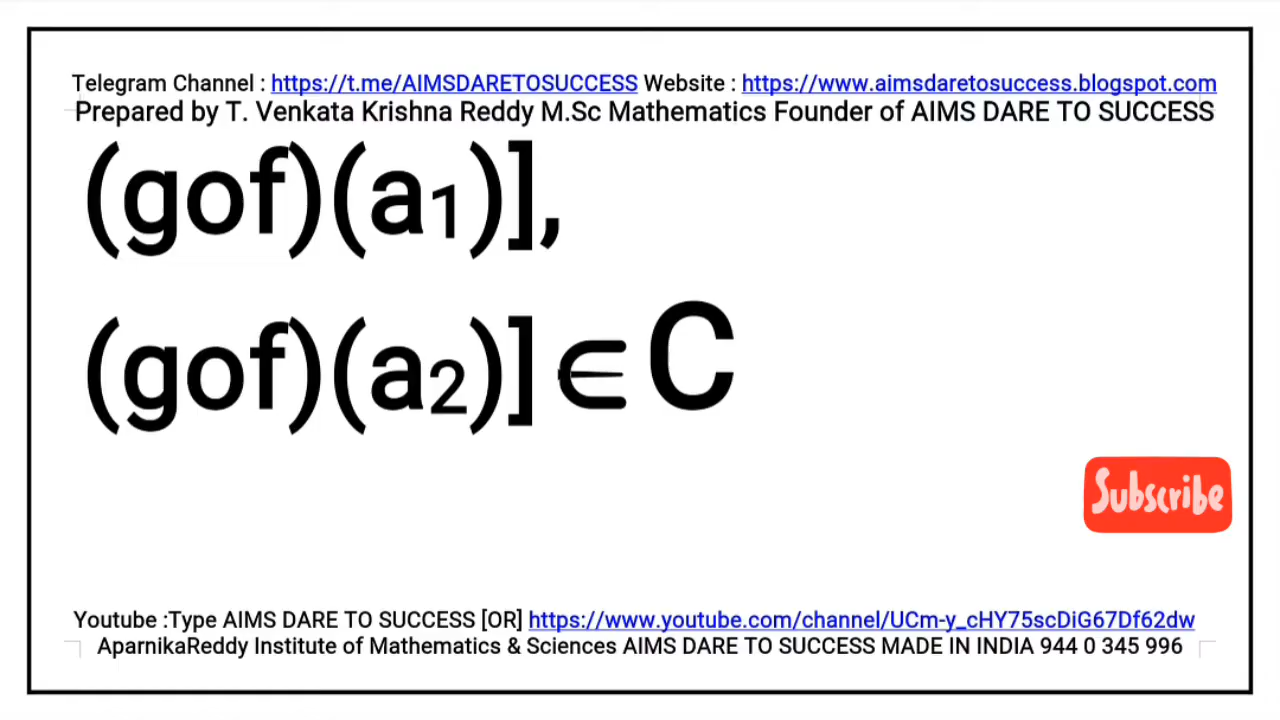 Telegram Channel : https://t.me/AIMSDARETOSUCCESS Website : https://www.aimsdaretosuccess.blogspot.com
Prepared by T. Venkata Krishna Reddy M.Sc Mathematics Founder of AIMS DARE TO SUCCESS
(gof)(a1)],
(gof)(a2)]∈C
Subscribe
Youtube :Type AIMS DARE TO SUCCESS [OR] https://www.youtube.com/channel/UCm-y_cHY75scDiG67Df62dw
AparnikaReddy Institute of Mathematics & Sciences AIMS DARE TO SUCCESS MADE IN INDIA 944 0 345 996